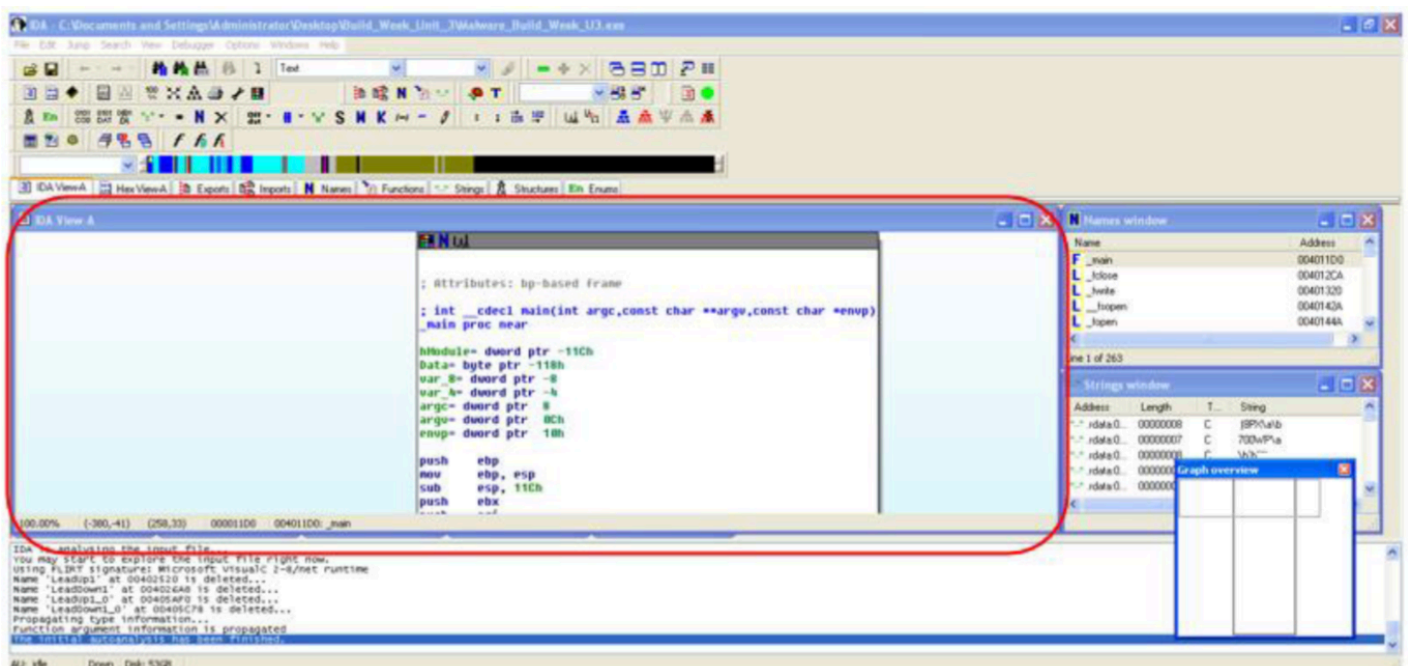 IDA - C:\Documents and Settings\Administrator\Desktop\Build_Week_Unit_3\Malware_Build_Week_U3.exe
File Edit Jump Search View Debugger Options Windows Help
Text
IDA View-A Hex View-A Exports Imports N Names Functions Strings Structures En Enums
IDA View-A
; Attributes: bp-based frame
; int __cdecl main(int argc,const char **argv,const char *envp)
_main proc near
hModule= dword ptr -11Ch
Data= byte ptr -118h
var_8= dword ptr -8
var_4= dword ptr -4
argc= dword ptr 8
argv= dword ptr 0Ch
envp= dword ptr 10h
push ebp
mov ebp, esp
sub esp, 11Ch
push ebx
100.00% (-380,-41) (258,33) 000011D0 004011D0: _main
Names window
Name Address
F _main 004011D0
L _fclose 004012CA
L _fwrite 00401320
L __fsopen 0040142A
L _fopen 0040144A
Line 1 of 263
Strings window
Address Length T... String
.rdata:0... 00000008 C
.rdata:0... 00000007 C
.rdata:0... 00000008 C
.rdata:0...
.rdata:0...
Graph overview
IDA is analysing the input file...
You may start to explore the input file right now.
Using FLIRT signature: Microsoft VisualC 2-8/net runtime
Name 'LeadUp1' at 00402520 is deleted...
Name 'LeadDown1' at 004026A8 is deleted...
Name 'LeadUp1_0' at 00405AF0 is deleted...
Name 'LeadDown1_0' at 00405C78 is deleted...
Propagating type information...
Function argument information is propagated
The initial autoanalysis has been finished.
AU: idle Down Disk: 53GB